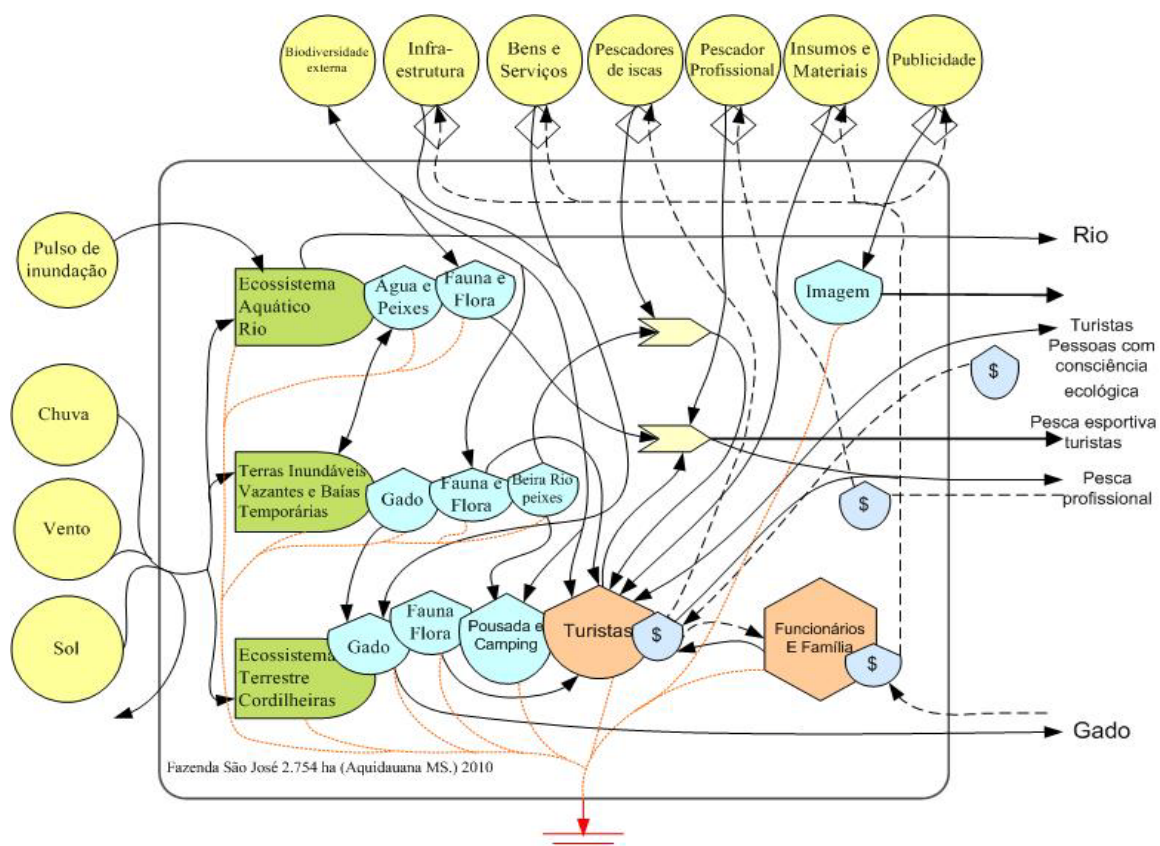 Biodiversidade
externa
Infra-
estrutura
Bens e
Serviços
Pescadores
de iscas
Pescador
Profissional
Insumos e
Materiais
Publicidade
Pulso de
inundação
Chuva
Vento
Sol
Ecossistema
Aquático
Rio
Agua e
Peixes
Fauna e
Flora
Imagem
Rio
Turistas
Pessoas com
consciência
ecológica
$
Pesca esportiva
turistas
Pesca
profissional
$
Terras Inundáveis
Vazantes e Baías
Temporárias
Gado
Fauna e
Flora
Beira Rio
peixes
Ecossistema
Terrestre
Cordilheiras
Gado
Fauna
Flora
Pousada e
Camping
Turistas
$
Funcionários
E Família
$
Gado
Fazenda São José 2.754 ha (Aquidauana MS.) 2010